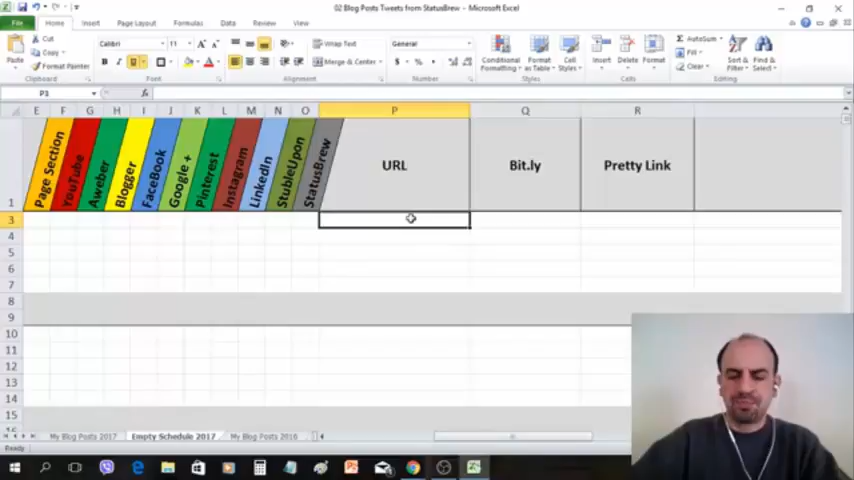 02 Blog Posts Tweets from StatusBrew - Microsoft Excel
File Home Insert Page Layout Formulas Data Review View
Cut
Copy
Format Painter
Paste
Clipboard
Calibri 11
B I U
Font
Wrap Text
Merge & Center
Alignment
General
$ % ,
Number
Conditional Formatting
Format as Table
Cell Styles
Styles
Insert Delete Format
Cells
AutoSum
Fill
Clear
Sort & Filter
Find & Select
Editing
P3 fx
E F G H I J K L M N O P Q R
1 Page Section YouTube Aweber Blogger FaceBook Google + Pinterest Instagram LinkedIn StubleUpon StatusBrew URL Bit.ly Pretty Link
3
4
5
6
7
8
9
10
11
12
13
14
15
My Blog Posts 2017 Empty Schedule 2017 My Blog Posts 2016
Ready